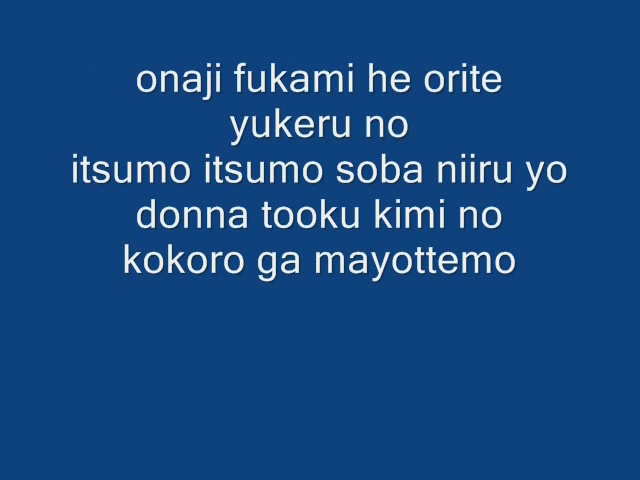 onaji fukami he orite
yukeru no
itsumo itsumo soba niiru yo
donna tooku kimi no
kokoro ga mayottemo